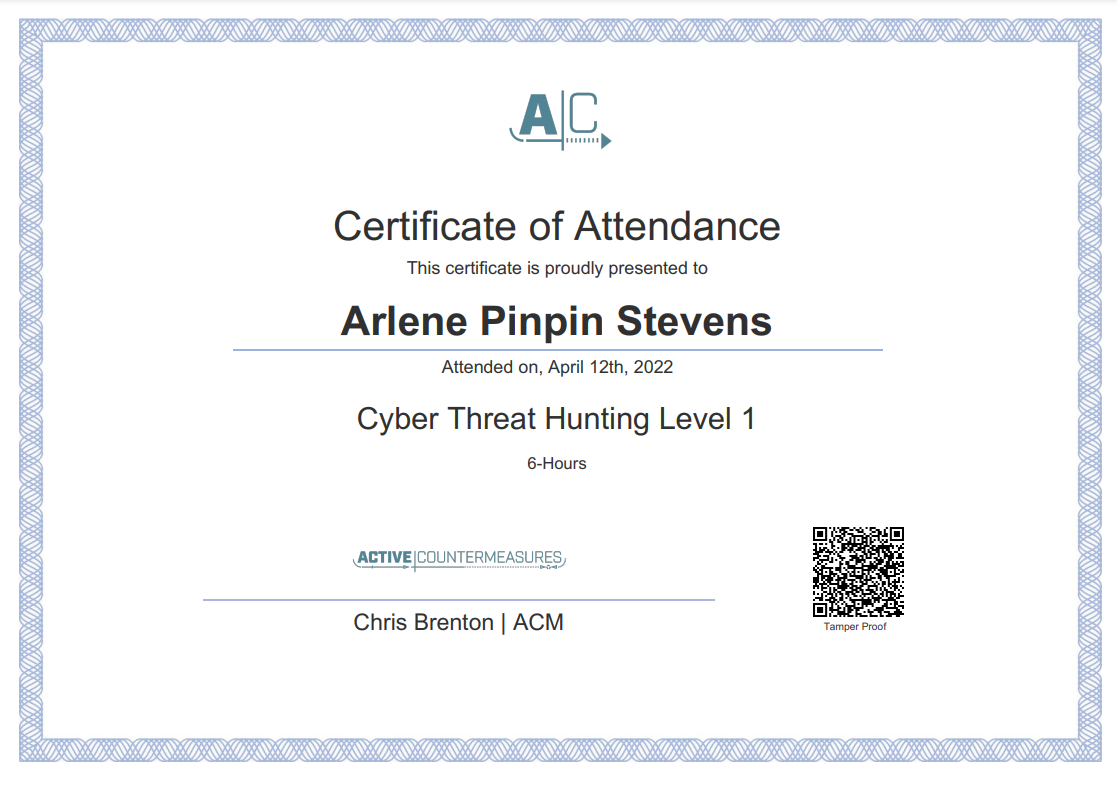 A|C
Certificate of Attendance
This certificate is proudly presented to
Arlene Pinpin Stevens
Attended on, April 12th, 2022
Cyber Threat Hunting Level 1
6-Hours
ACTIVE|COUNTERMEASURES
Chris Brenton | ACM
Tamper Proof